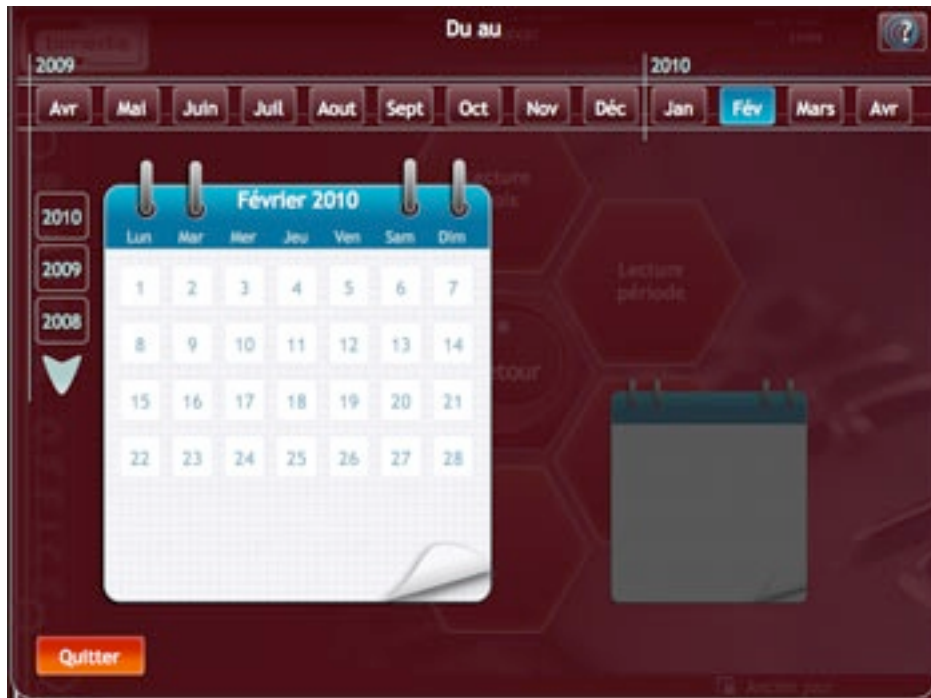 Du au
?
2009 2010
Avr Mai Juin Juil Aout Sept Oct Nov Déc Jan Fév Mars Avr
Février 2010
Lun Mar Mer Jeu Ven Sam Dim
1 2 3 4 5 6 7
8 9 10 11 12 13 14
15 16 17 18 19 20 21
22 23 24 25 26 27 28
2010
2009
2008
Lecture
période
Quitter